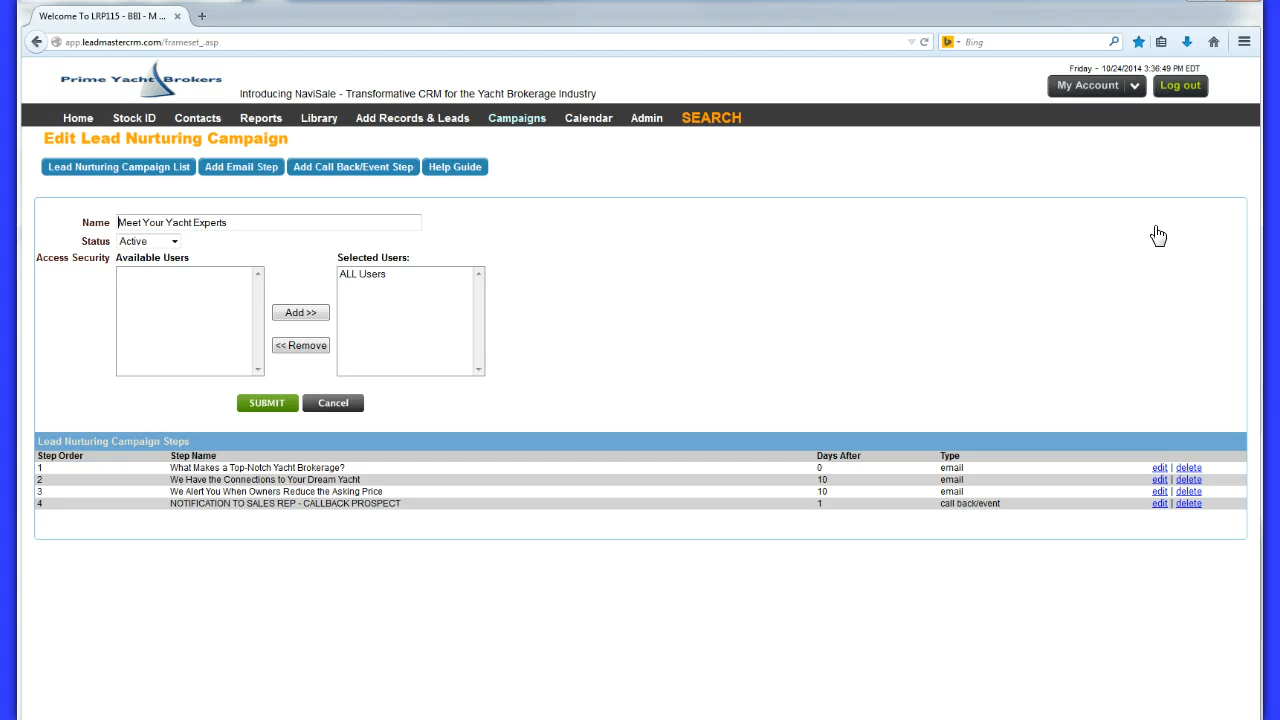 Welcome To LRP115 - BBI - M ... × +
app.leadmastercrm.com/frameset_.asp Bing
Friday - 10/24/2014 3:36:49 PM EDT
Prime Yacht Brokers
Introducing NaviSale - Transformative CRM for the Yacht Brokerage Industry
My Account Log out
Home Stock ID Contacts Reports Library Add Records & Leads Campaigns Calendar Admin SEARCH
Edit Lead Nurturing Campaign
Lead Nurturing Campaign List Add Email Step Add Call Back/Event Step Help Guide
Name Meet Your Yacht Experts
Status Active
Access Security Available Users Selected Users:
ALL Users
Add >>
<< Remove
SUBMIT Cancel
Lead Nurturing Campaign Steps
Step Order Step Name Days After Type
1 What Makes a Top-Notch Yacht Brokerage? 0 email edit | delete
2 We Have the Connections to Your Dream Yacht 10 email edit | delete
3 We Alert You When Owners Reduce the Asking Price 10 email edit | delete
4 NOTIFICATION TO SALES REP - CALLBACK PROSPECT 1 call back/event edit | delete